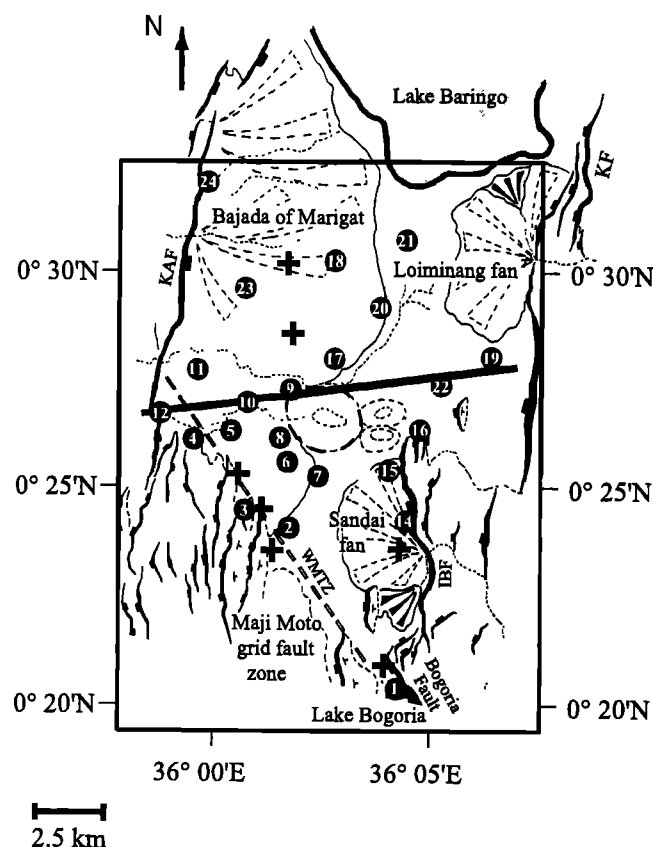 N
Lake Baringo
KF
24
Bajada of Marigat
21
18
Loiminang fan
0° 30'N
0° 30'N
KAF
23
20
17
19
11
22
9
10
12
5
8
16
4
6
15
7
0° 25'N
0° 25'N
3
2
Sandai
fan
14
WMTZ
IBF
Maji Moto
grid fault
zone
Bogoria
Fault
1
0° 20'N
Lake Bogoria
0° 20'N
36° 00'E
36° 05'E
2.5 km